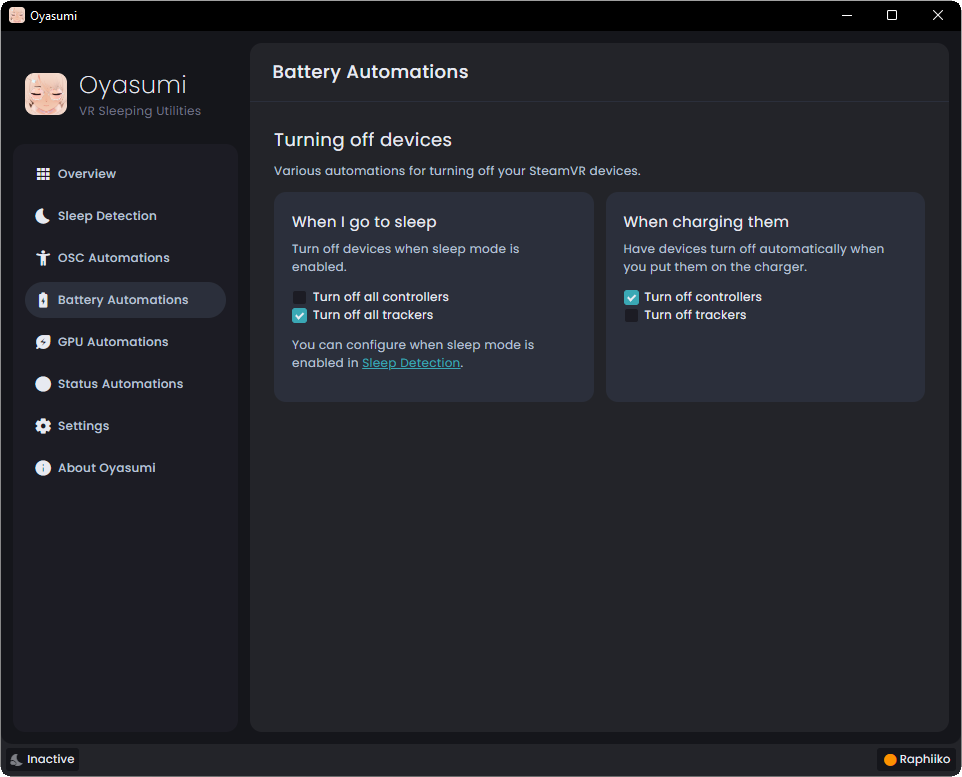 Oyasumi
Oyasumi
VR Sleeping Utilities
Overview
Sleep Detection
OSC Automations
Battery Automations
GPU Automations
Status Automations
Settings
About Oyasumi
Battery Automations
Turning off devices
Various automations for turning off your SteamVR devices.
When I go to sleep
Turn off devices when sleep mode is
enabled.
Turn off all controllers
Turn off all trackers
You can configure when sleep mode is
enabled in Sleep Detection.
When charging them
Have devices turn off automatically when
you put them on the charger.
Turn off controllers
Turn off trackers
Inactive
Raphiiko